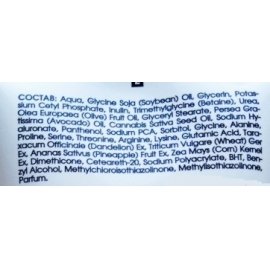 СОСТАВ: Aqua, Glycine Soja (Soybean) Oil, Glycerin, Potas-
sium Cetyl Phosphate, Inulin, Trimethylglycine (Betaine), Urea,
Olea Europaea (Olive) Fruit Oil, Glyceryl Stearate, Persea Gra-
tissima (Avocado) Oil, Cannabis Sativa Seed Oil, Sodium Hy-
aluronate, Panthenol, Sodium PCA, Sorbitol, Glycine, Alanine,
Proline, Serine, Threonine, Arginine, Lysine, Glutamic Acid, Tara-
xacum Officinale (Dandelion) Ex, Triticum Vulgare (Wheat) Ger
Ex, Ananas Sativus (Pineapple) Fruit Ex, Zea Mays (Corn) Kernel
Ex, Dimethicone, Ceteareth-20, Sodium Polyacrylate, BHT, Ben-
zyl Alcohol, Methylchloroisothiazolinone, Methylisothiazolinone,
Parfum.